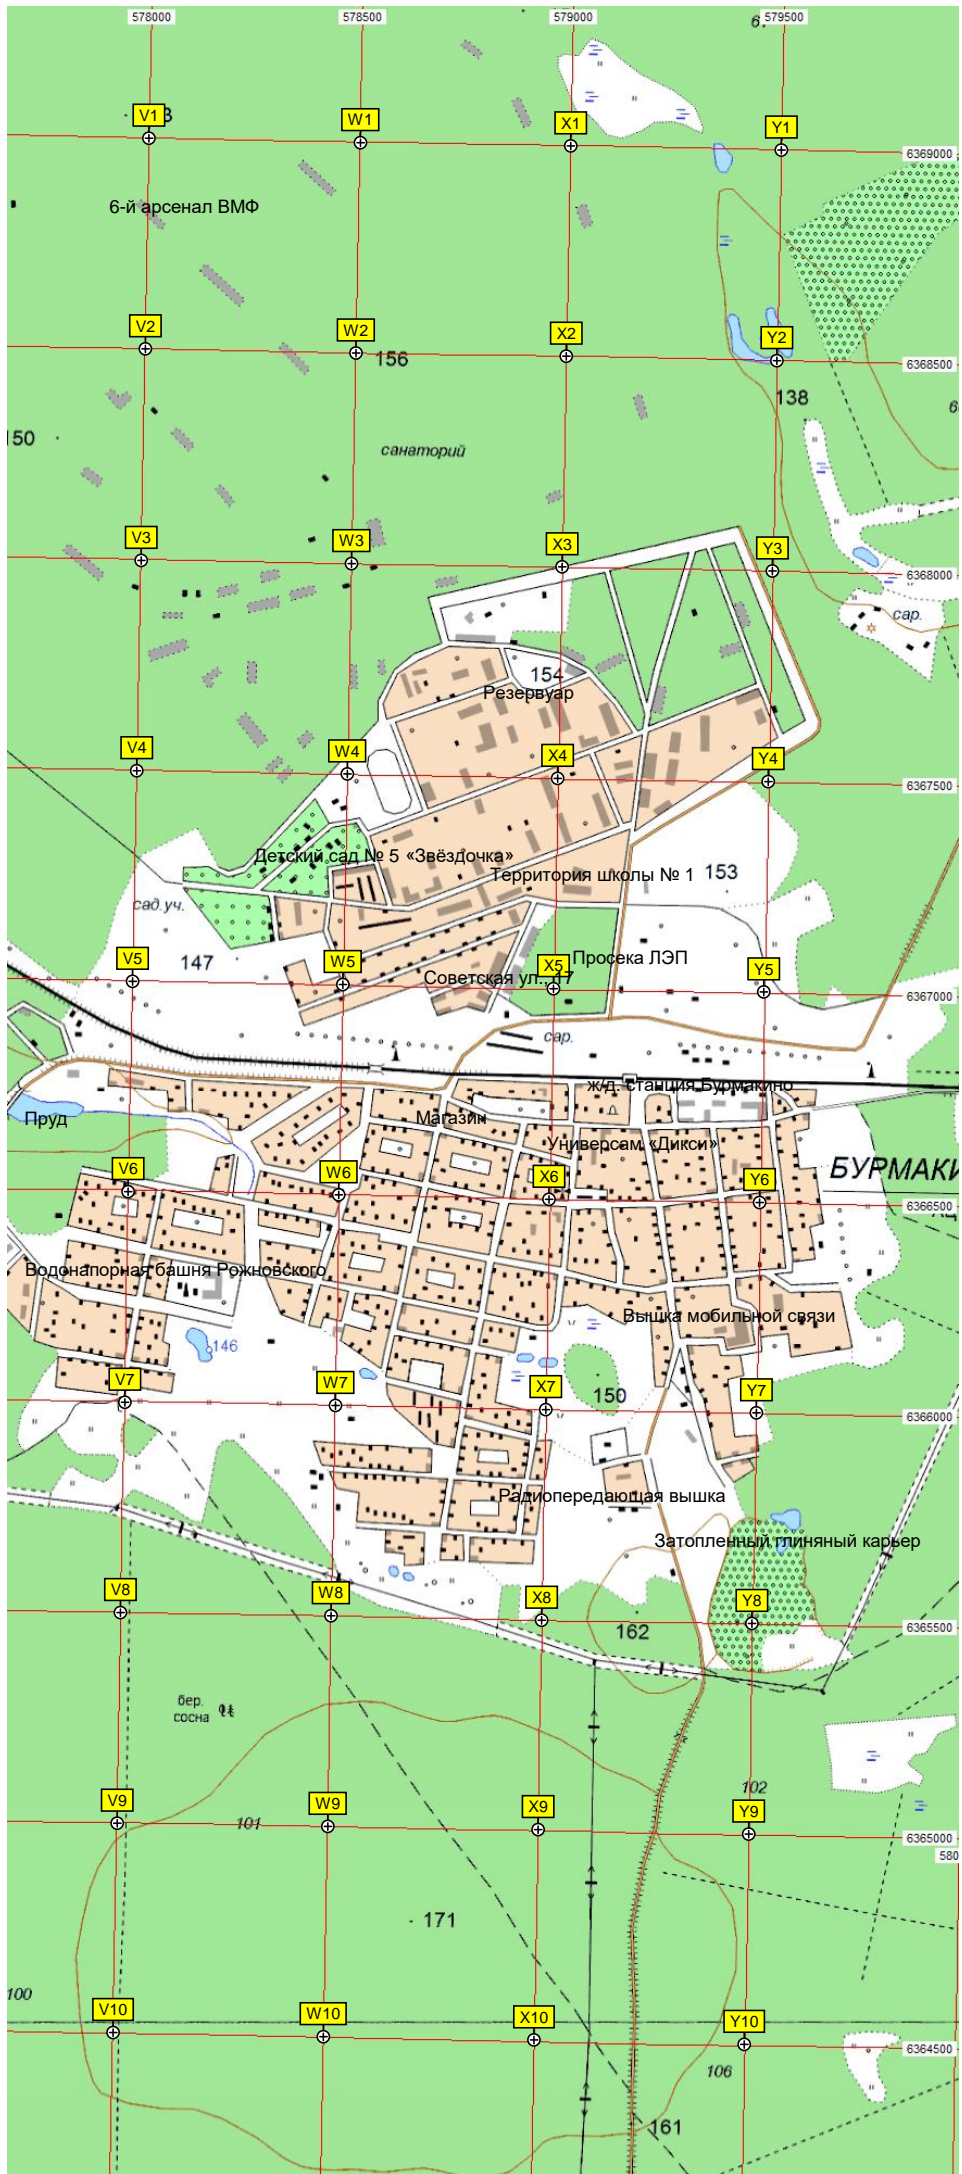 578000 578500 579000 579500
V1 W1 X1 Y1
6369000
6-й арсенал ВМФ
V2 W2 X2 Y2
156
6368500
138
150
санаторий
V3 W3 X3 Y3
6368000
сар.
154
Резервуар
V4 W4 X4 Y4
6367500
Детский сад № 5 «Звёздочка»
Территория школы № 1
153
сад.уч.
147
Просека ЛЭП
V5 W5 X5 Y5
Советская ул.,
6367000
сар.
ж/д. станция Бурмакино
Пруд
Магазин
Универсам «Дикси»
БУРМАКИ
V6 W6 X6 Y6
6366500
Водонапорная башня Рожновского
Вышка мобильной связи
146
V7 W7 X7 Y7
150
6366000
Радиопередающая вышка
Затопленный глиняный карьер
V8 W8 X8 Y8
6365500
162
бер.
сосна
102
V9 W9 X9 Y9
101
6365000
580
171
100
V10 W10 X10 Y10
6364500
106
161